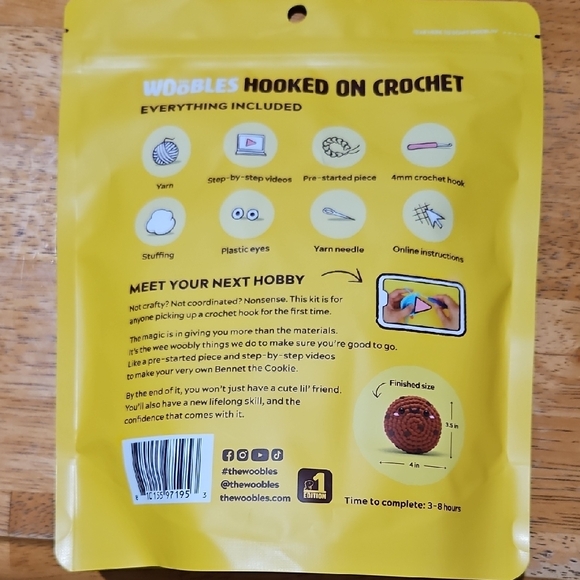 WOOBLES HOOKED ON CROCHET
EVERYTHING INCLUDED
Yarn
Step-by-step videos
Pre-started piece
4mm crochet hook
Stuffing
Plastic eyes
Yarn needle
Online instructions
MEET YOUR NEXT HOBBY
Not crafty? Not coordinated? Nonsense. This kit is for
anyone picking up a crochet hook for the first time.
The magic is in giving you more than the materials.
It's the wee woobly things we do to make sure you're good to go.
Like a pre-started piece and step-by-step videos
to make your very own Bennet the Cookie.
By the end of it, you won't just have a cute lil' friend.
You'll also have a new lifelong skill, and the
confidence that comes with it.
Finished size
3.5 in
4 in
Time to complete: 3-8 hours
#thewoobles
@thewoobles
thewoobles.com
1
EDITION
8 10155 97195 3